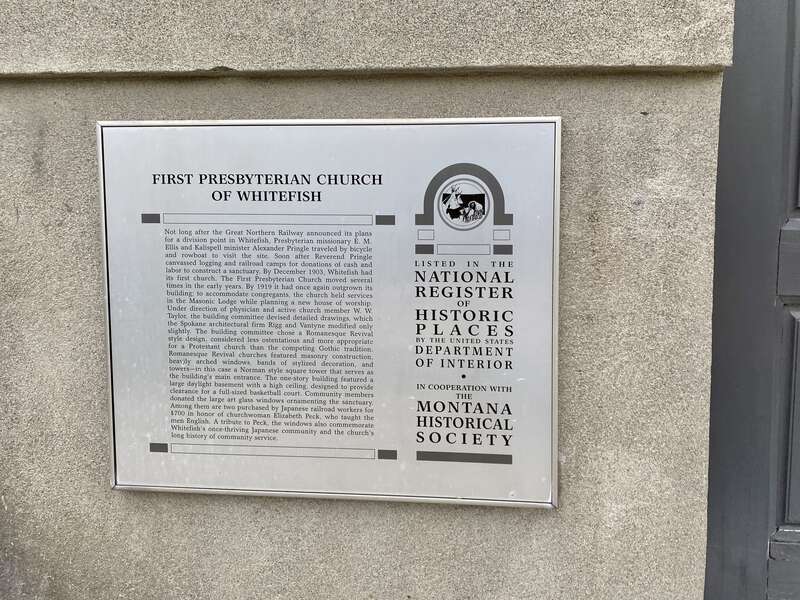 FIRST PRESBYTERIAN CHURCH
OF WHITEFISH
Not long after the Great Northern Railway announced its plans
for a division point in Whitefish, Presbyterian missionary E. M.
Ellis and Kalispell minister Alexander Pringle traveled by bicycle
and rowboat to visit the site. Soon after Reverend Pringle
canvassed logging and railroad camps for donations of cash and
labor to construct a sanctuary. By December 1903, Whitefish had
its first church. The First Presbyterian Church moved several
times in the early years. By 1919 it had once again outgrown its
building; to accommodate congregants, the church held services
in the Masonic Lodge while planning a new house of worship.
Under direction of physician and active church member W. W.
Taylor, the building committee devised detailed drawings, which
the Spokane architectural firm Rigg and Vantyne modified only
slightly. The building committee chose a Romanesque Revival
style design, considered less ostentatious and more appropriate
for a Protestant church than the competing Gothic tradition.
Romanesque Revival churches featured masonry construction,
heavily arched windows, bands of stylized decoration, and
towers—in this case a Norman style square tower that serves as
the building's main entrance. The one-story building featured a
large daylight basement with a high ceiling, designed to provide
clearance for a full-sized basketball court. Community members
donated the large art glass windows ornamenting the sanctuary.
Among them are two purchased by Japanese railroad workers for
$700 in honor of churchwoman Elizabeth Peck, who taught the
men English. A tribute to Peck, the windows also commemorate
Whitefish's once-thriving Japanese community and the church's
long history of community service.
LISTED IN THE
NATIONAL
REGISTER
OF
HISTORIC
PLACES
BY THE UNITED STATES
DEPARTMENT
OF INTERIOR
•
IN COOPERATION WITH
THE
MONTANA
HISTORICAL
SOCIETY